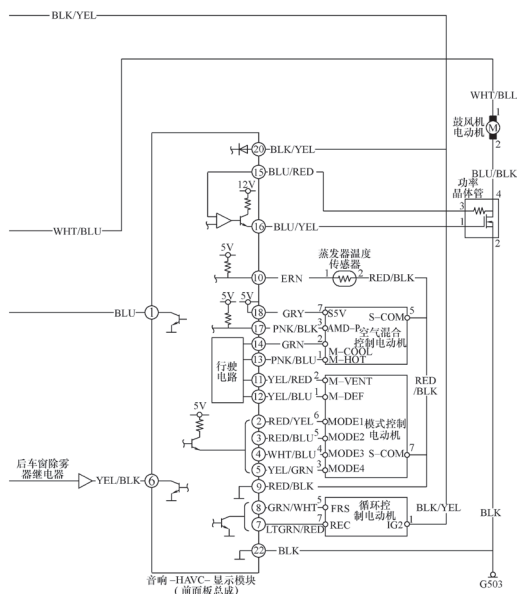 BLK/YEL
WHT/BLU
1
鼓风机
电动机
M
2
BLU/BLK
20
BLK/YEL
15
BLU/RED
功率
晶体管
4
12V
3
16
BLU/YEL
1
2
WHT/BLU
5V
蒸发器温度
传感器
10
ERN
1
2
RED/BLK
5V
5V
18
GRY
7
S5V
S-COM
5
BLU
1
17
PNK/BLK
3
AMD-P
空气混合
控制电动机
14
GRN
2
M-COOL
13
PNK/BLU
1
M-HOT
行驶
电路
11
YEL/RED
2
M-VENT
RED
/BLK
12
YEL/BLU
1
M-DEF
5V
2
RED/YEL
6
MODE1
模式控制
电动机
3
RED/BLU
5
MODE2
4
WHT/BLU
4
MODE3
S-COM
7
后车窗除雾
器继电器
YEL/BLK
6
5
YEL/GRN
3
MODE4
9
RED/BLK
8
GRN/WHT
5
FRS
循环控
制电动机
BLK/YEL
7
LTGRN/RED
7
REC
IG2
1
BLK
22
BLK
G503
音响-HAVC-显示模块
(前面板总成)